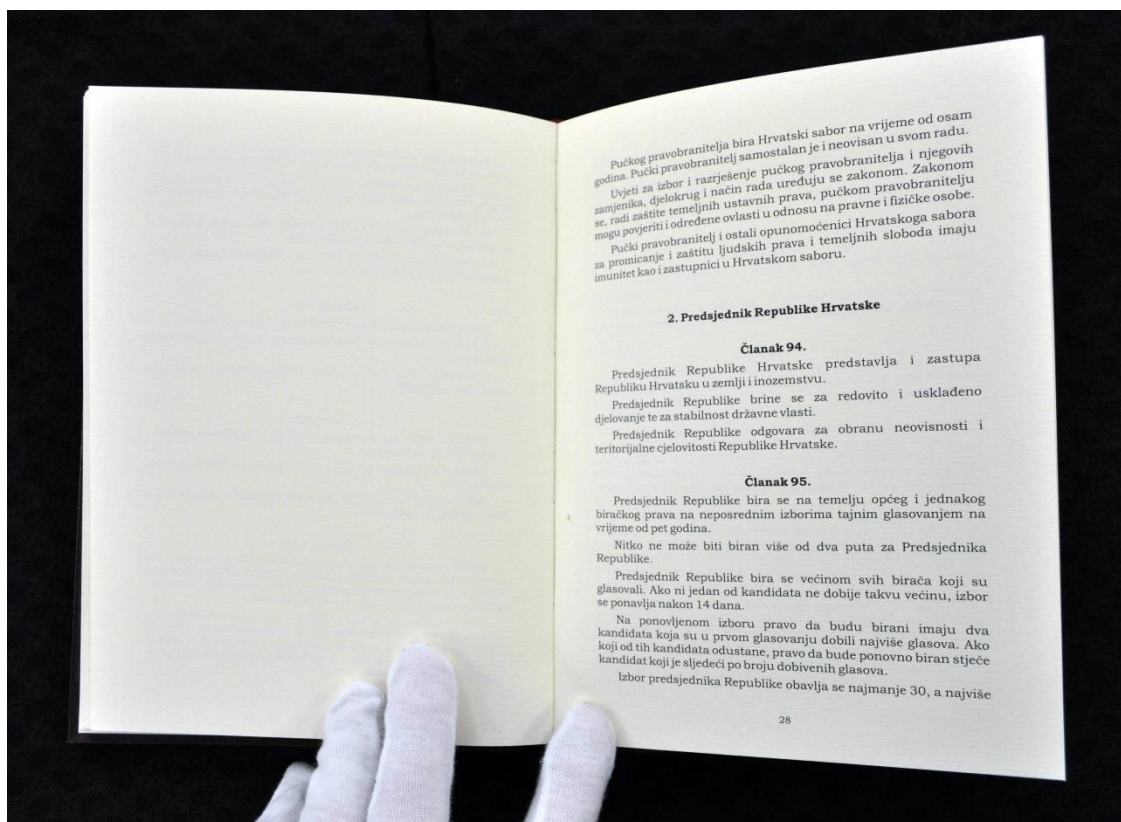 Pučkog pravobranitelja bira Hrvatski sabor na vrijeme od osam
godina. Pučki pravobranitelj samostalan je i neovisan u svom radu.
Uvjeti za izbor i razrješenje pučkog pravobranitelja i njegovih
zamjenika, djelokrug i način rada uređuju se zakonom. Zakonom
se, radi zaštite temeljnih ustavnih prava, pučkom pravobranitelju
mogu povjeriti i određene ovlasti u odnosu na pravne i fizičke osobe.
Pučki pravobranitelj i ostali opunomoćenici Hrvatskoga sabora
za promicanje i zaštitu ljudskih prava i temeljnih sloboda imaju
imunitet kao i zastupnici u Hrvatskom saboru.
2. Predsjednik Republike Hrvatske
Članak 94.
Predsjednik Republike Hrvatske predstavlja i zastupa
Republiku Hrvatsku u zemlji i inozemstvu.
Predsjednik Republike brine se za redovito i usklađeno
djelovanje te za stabilnost državne vlasti.
Predsjednik Republike odgovara za obranu neovisnosti i
teritorijalne cjelovitosti Republike Hrvatske.
Članak 95.
Predsjednik Republike bira se na temelju općeg i jednakog
biračkog prava na neposrednim izborima tajnim glasovanjem na
vrijeme od pet godina.
Nitko ne može biti biran više od dva puta za Predsjednika
Republike.
Predsjednik Republike bira se većinom svih birača koji su
glasovali. Ako ni jedan od kandidata ne dobije takvu većinu, izbor
se ponavlja nakon 14 dana.
Na ponovljenom izboru pravo da budu birani imaju dva
kandidata koja su u prvom glasovanju dobili najviše glasova. Ako
koji od tih kandidata odustane, pravo da bude ponovno biran stječe
kandidat koji je sljedeći po broju dobivenih glasova.
Izbor predsjednika Republike obavlja se najmanje 30, a najviše
28